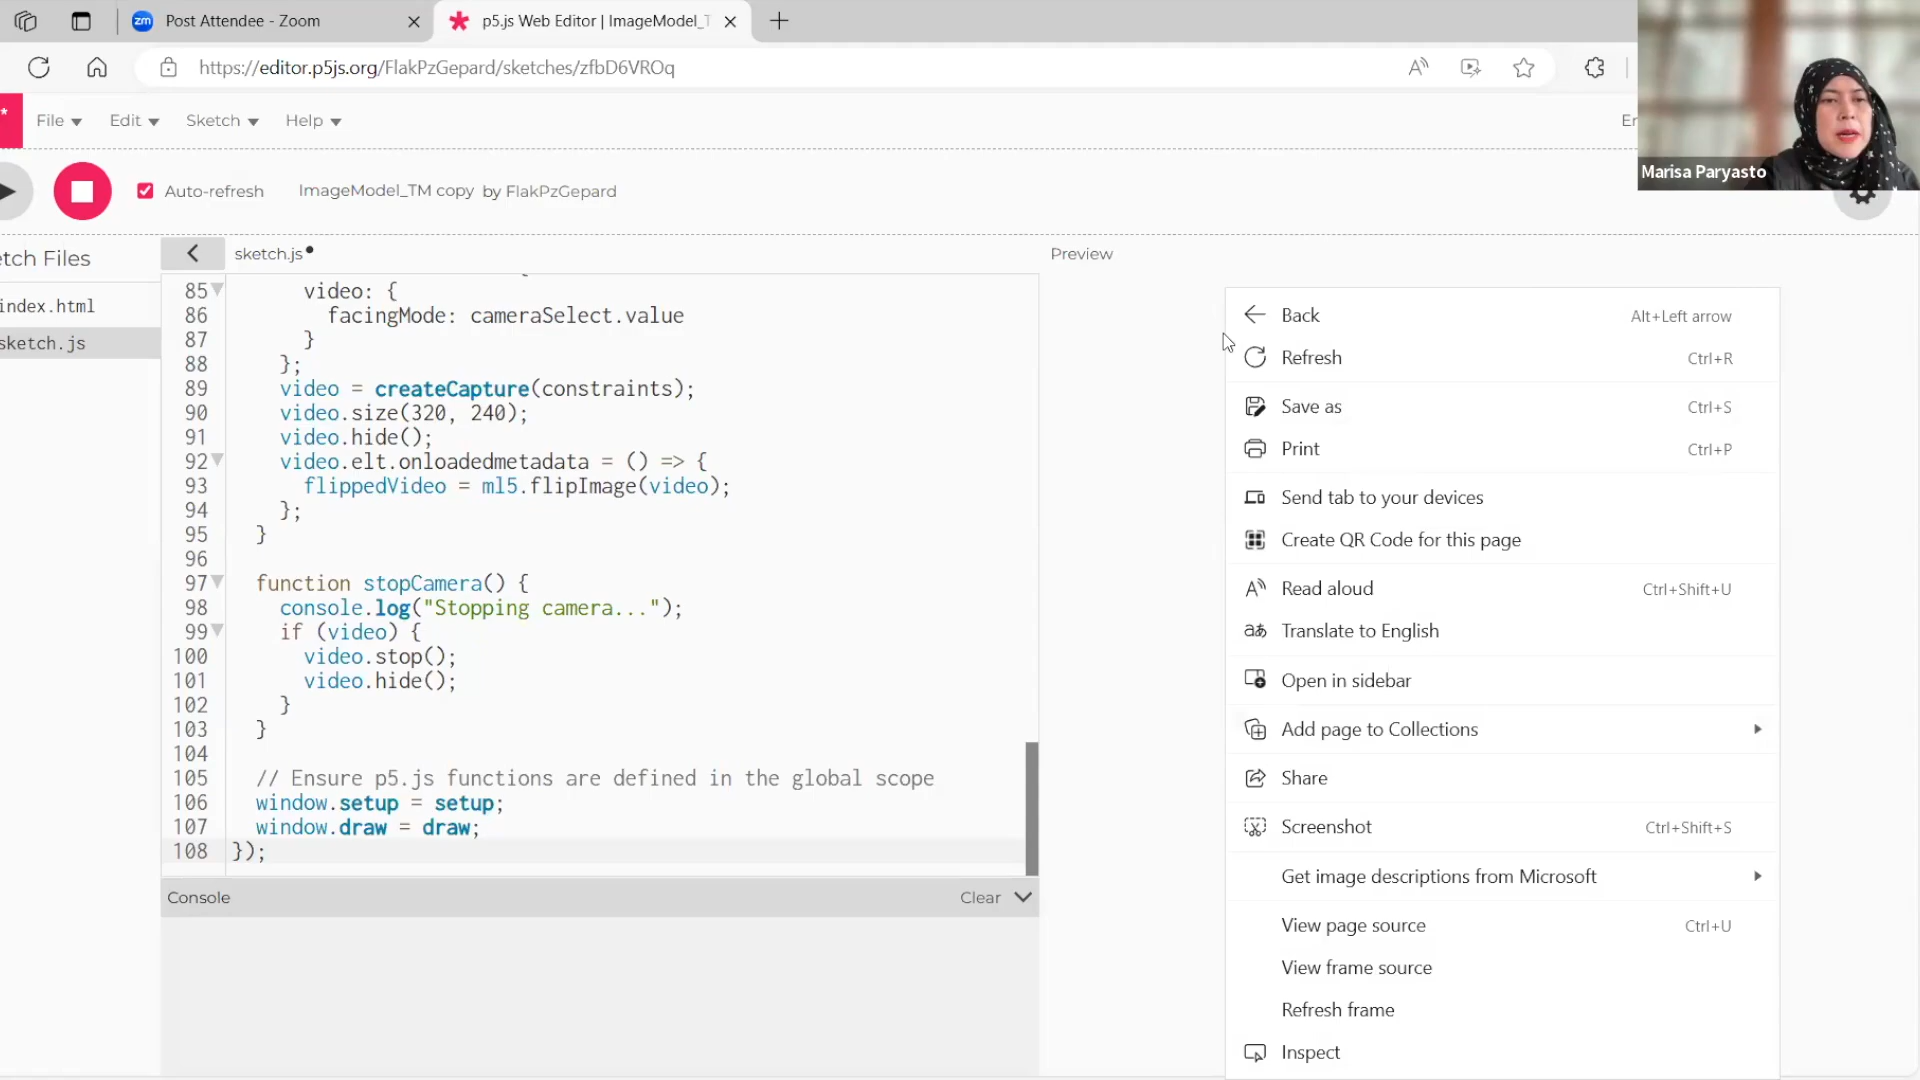 zm Post Attendee - Zoom
p5.js Web Editor | ImageModel_T
https://editor.p5js.org/FlakPzGepard/sketches/zfbD6VROq
File Edit Sketch Help
Marisa Paryasto
Auto-refresh ImageModel_TM copy by FlakPzGepard
etch Files
sketch.js
Preview
index.html
sketch.js
85 video: {
86 facingMode: cameraSelect.value
87 }
88 };
89 video = createCapture(constraints);
90 video.size(320, 240);
91 video.hide();
92 video.elt.onloadedmetadata = () => {
93 flippedVideo = ml5.flipImage(video);
94 };
95 }
96
97 function stopCamera() {
98 console.log("Stopping camera...");
99 if (video) {
100 video.stop();
101 video.hide();
102 }
103 }
104
105 // Ensure p5.js functions are defined in the global scope
106 window.setup = setup;
107 window.draw = draw;
108 });
Console Clear
Back Alt+Left arrow
Refresh Ctrl+R
Save as Ctrl+S
Print Ctrl+P
Send tab to your devices
Create QR Code for this page
Read aloud Ctrl+Shift+U
Translate to English
Open in sidebar
Add page to Collections
Share
Screenshot Ctrl+Shift+S
Get image descriptions from Microsoft
View page source Ctrl+U
View frame source
Refresh frame
Inspect